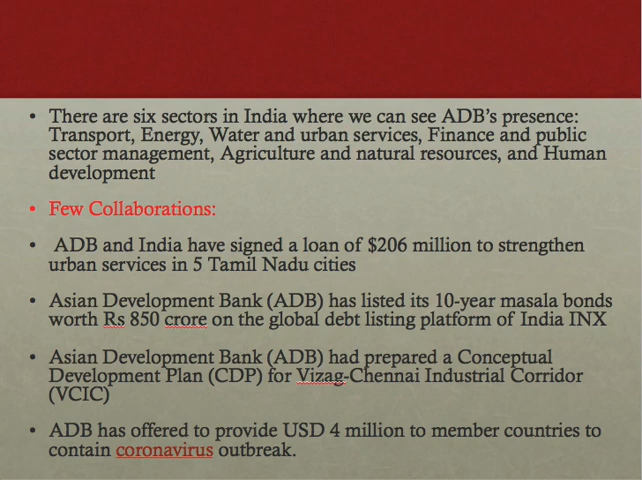 • There are six sectors in India where we can see ADB’s presence:
Transport, Energy, Water and urban services, Finance and public
sector management, Agriculture and natural resources, and Human
development
• Few Collaborations:
• ADB and India have signed a loan of $206 million to strengthen
urban services in 5 Tamil Nadu cities
• Asian Development Bank (ADB) has listed its 10-year masala bonds
worth Rs 850 crore on the global debt listing platform of India INX
• Asian Development Bank (ADB) had prepared a Conceptual
Development Plan (CDP) for Vizag-Chennai Industrial Corridor
(VCIC)
• ADB has offered to provide USD 4 million to member countries to
contain coronavirus outbreak.